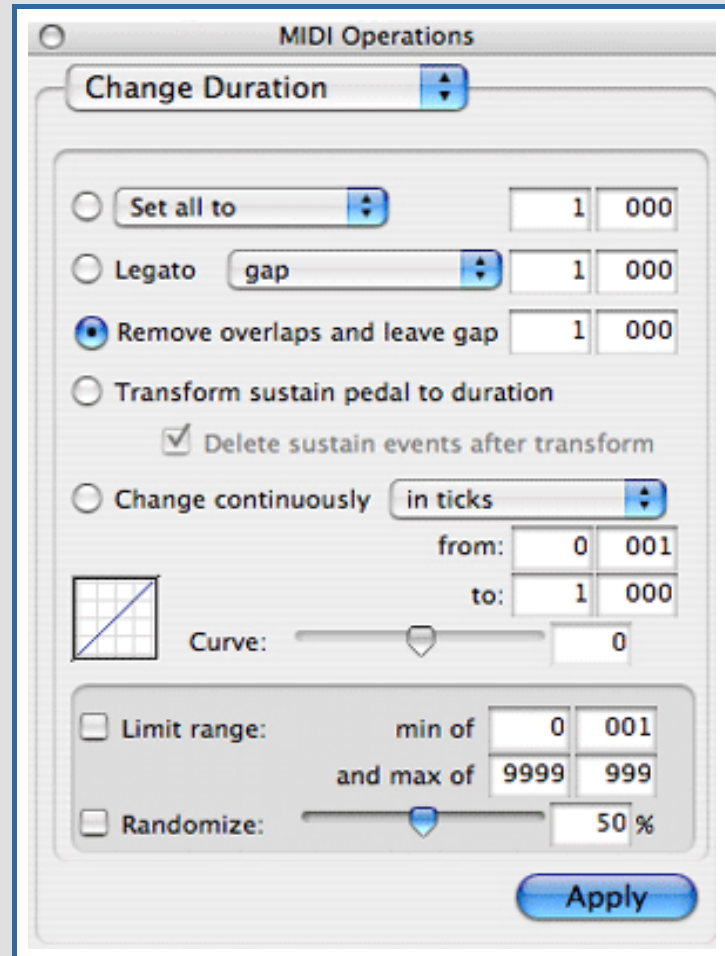 MIDI Operations
Change Duration
Set all to 1 000
Legato gap 1 000
Remove overlaps and leave gap 1 000
Transform sustain pedal to duration
Delete sustain events after transform
Change continuously in ticks
from: 0 001
to: 1 000
Curve: 0
Limit range: min of 0 001
and max of 9999 999
Randomize: 50 %
Apply